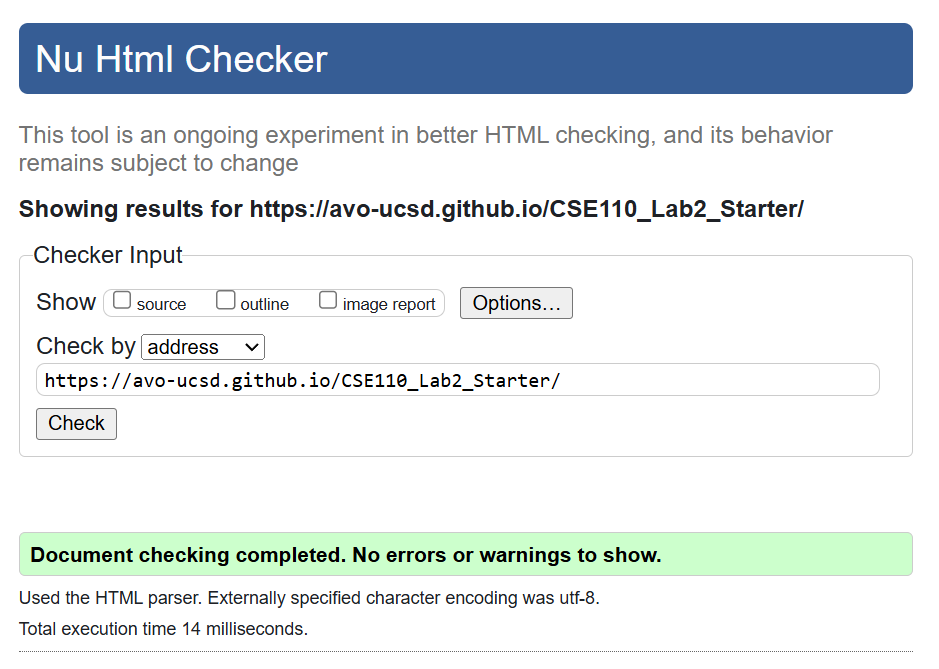 Nu Html Checker
This tool is an ongoing experiment in better HTML checking, and its behavior
remains subject to change
Showing results for https://avo-ucsd.github.io/CSE110_Lab2_Starter/
Checker Input
Show source outline image report Options...
Check by address
https://avo-ucsd.github.io/CSE110_Lab2_Starter/
Check
Document checking completed. No errors or warnings to show.
Used the HTML parser. Externally specified character encoding was utf-8.
Total execution time 14 milliseconds.